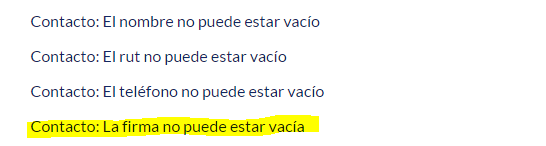 Contacto: El nombre no puede estar vacío
Contacto: El rut no puede estar vacío
Contacto: El teléfono no puede estar vacío
Contacto: La firma no puede estar vacía